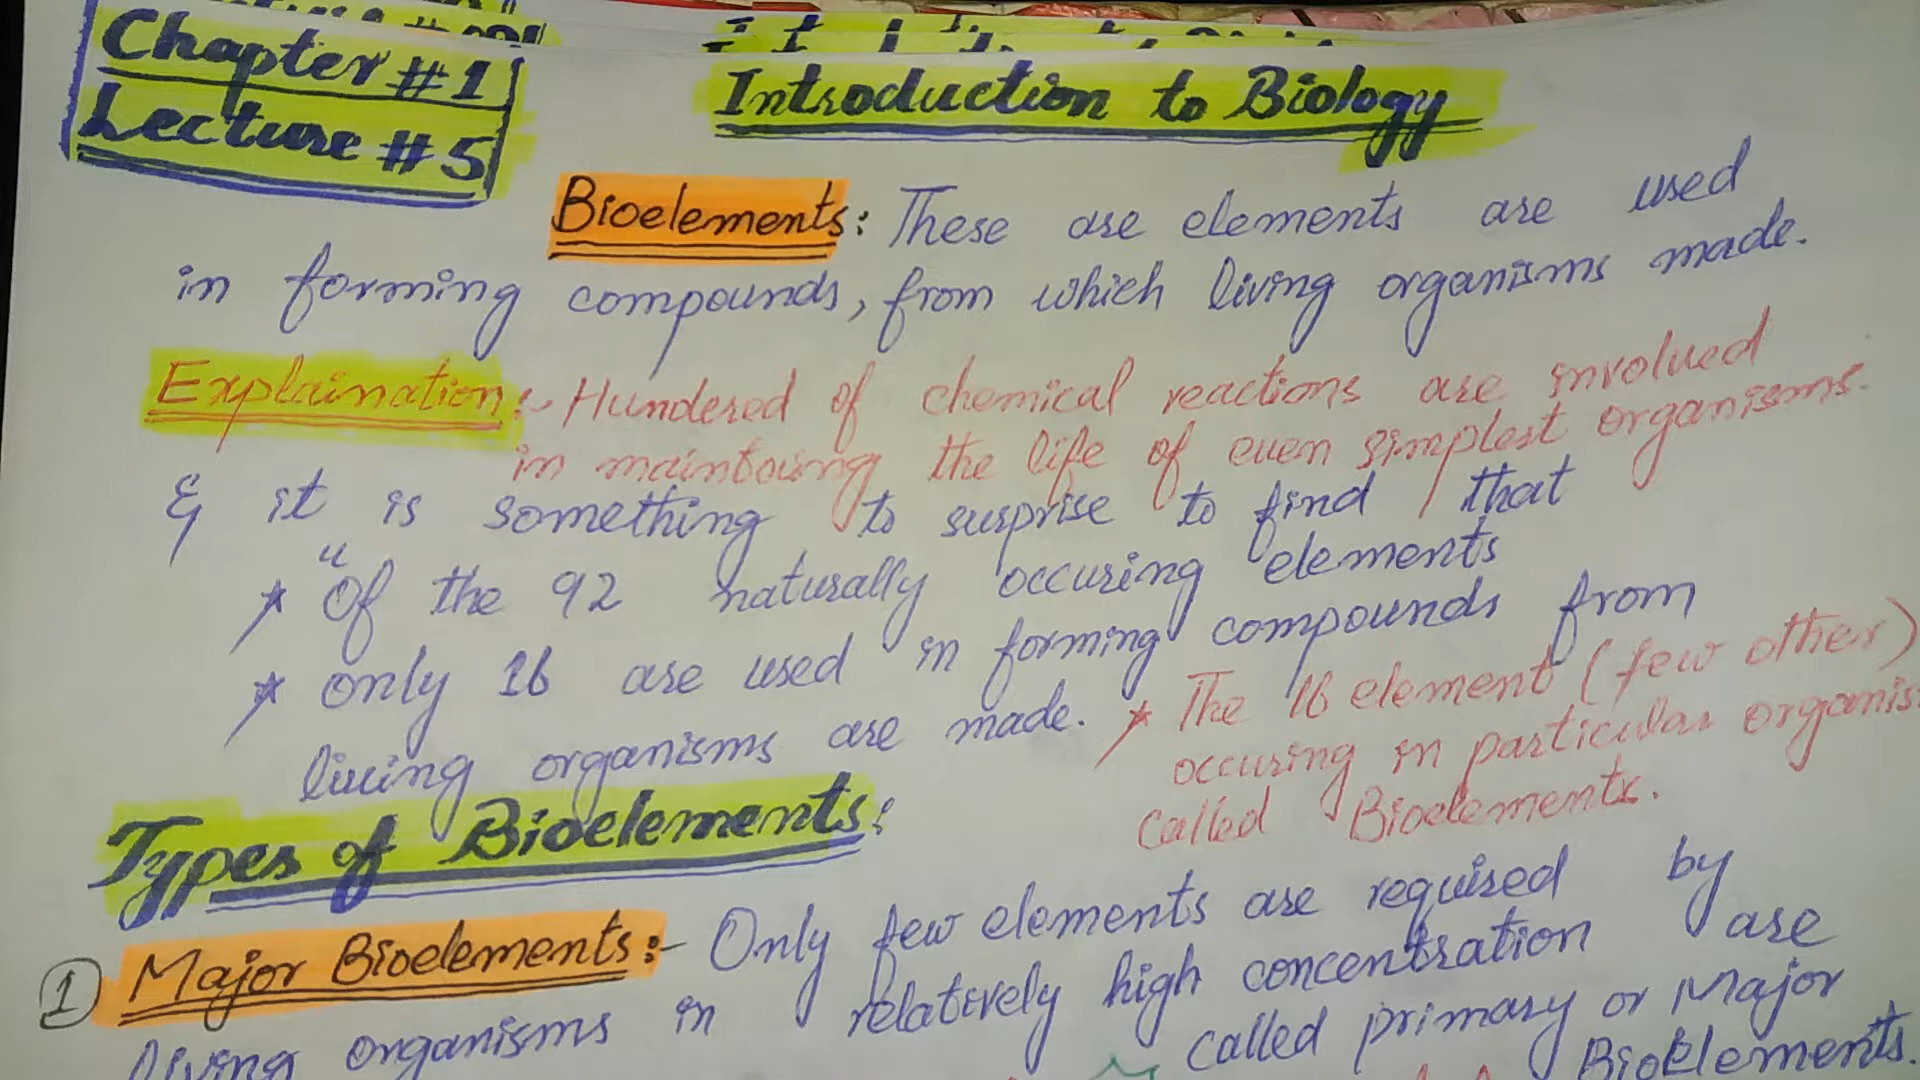 Chapter #1
Lecture #5
Introduction to Biology
Bioelements: These are elements are used
in forming compounds, from which living organisms made.
Explaination:- Hundered of chemical reactions are involved
in maintaining the life of even simplest organisms.
& it is something to surprise to find that
* "Of the 92 naturally occuring elements
* only 16 are used in forming compounds from
living organisms are made.
* The 16 element (few other)
occuring in particular organis
called Bioelements.
Types of Bioelements:
1 Major Bioelements:- Only few elements are required by
living organisms in relatively high concentration are
called primary or Major
Bioelements.